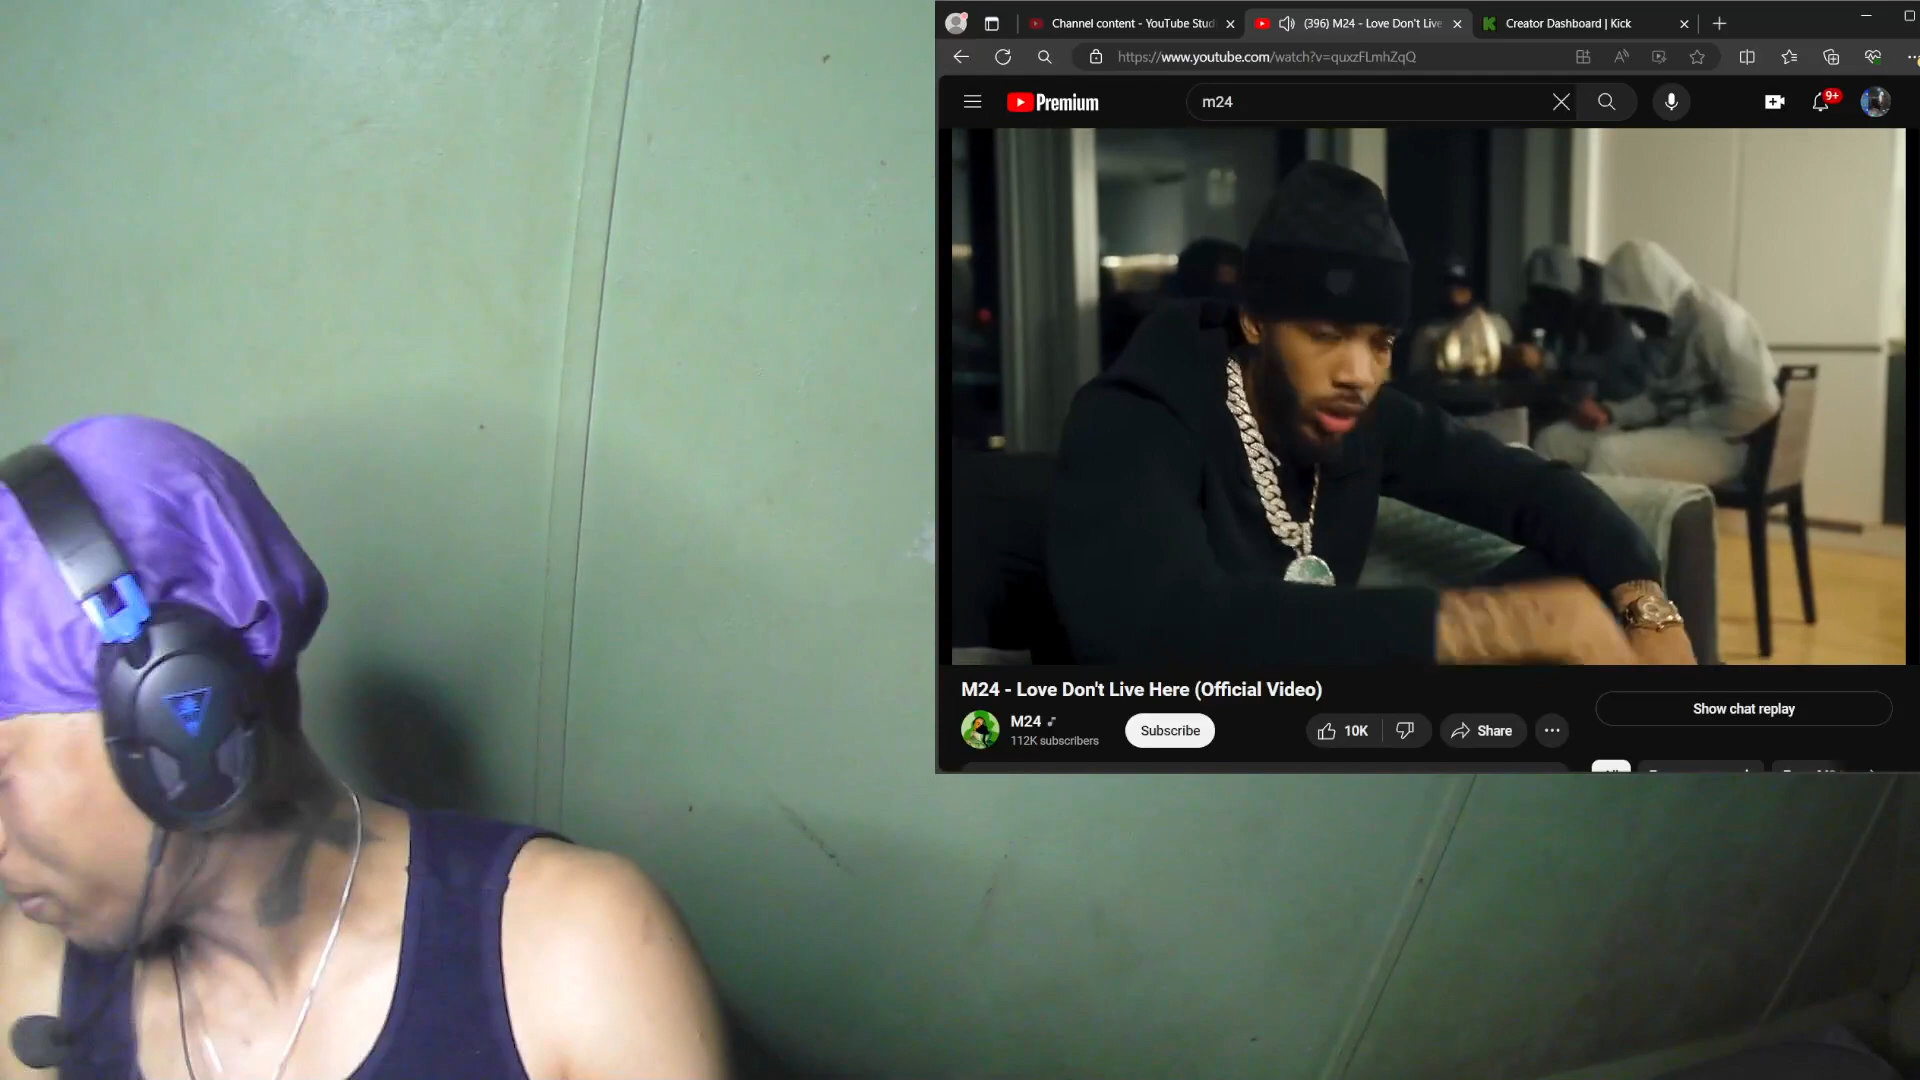 Channel content - YouTube Stud
(396) M24 - Love Don't Live
Creator Dashboard | Kick
https://www.youtube.com/watch?v=quxzFLmhZqQ
Premium
m24
9+
M24 - Love Don't Live Here (Official Video)
M24
112K subscribers
Subscribe
10K
Share
Show chat replay